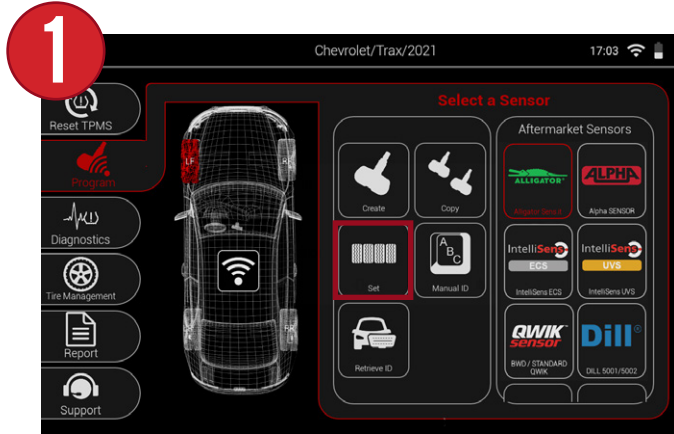 1
Chevrolet/Trax/2021
17:03
Reset TPMS
Program
Diagnostics
Tire Management
Report
Support
LF
Select a Sensor
Create
Copy
Set
A
B
C
Manual ID
Retrieve ID
Aftermarket Sensors
ALLIGATOR
ALPHA
Alpha SENSOR
IntelliSens
ECS
IntelliSens ECS
IntelliSens
UVS
IntelliSens UVS
QWIK
sensor
BWD / STANDARD
QWIK
Dill®
DILL 5001/5002